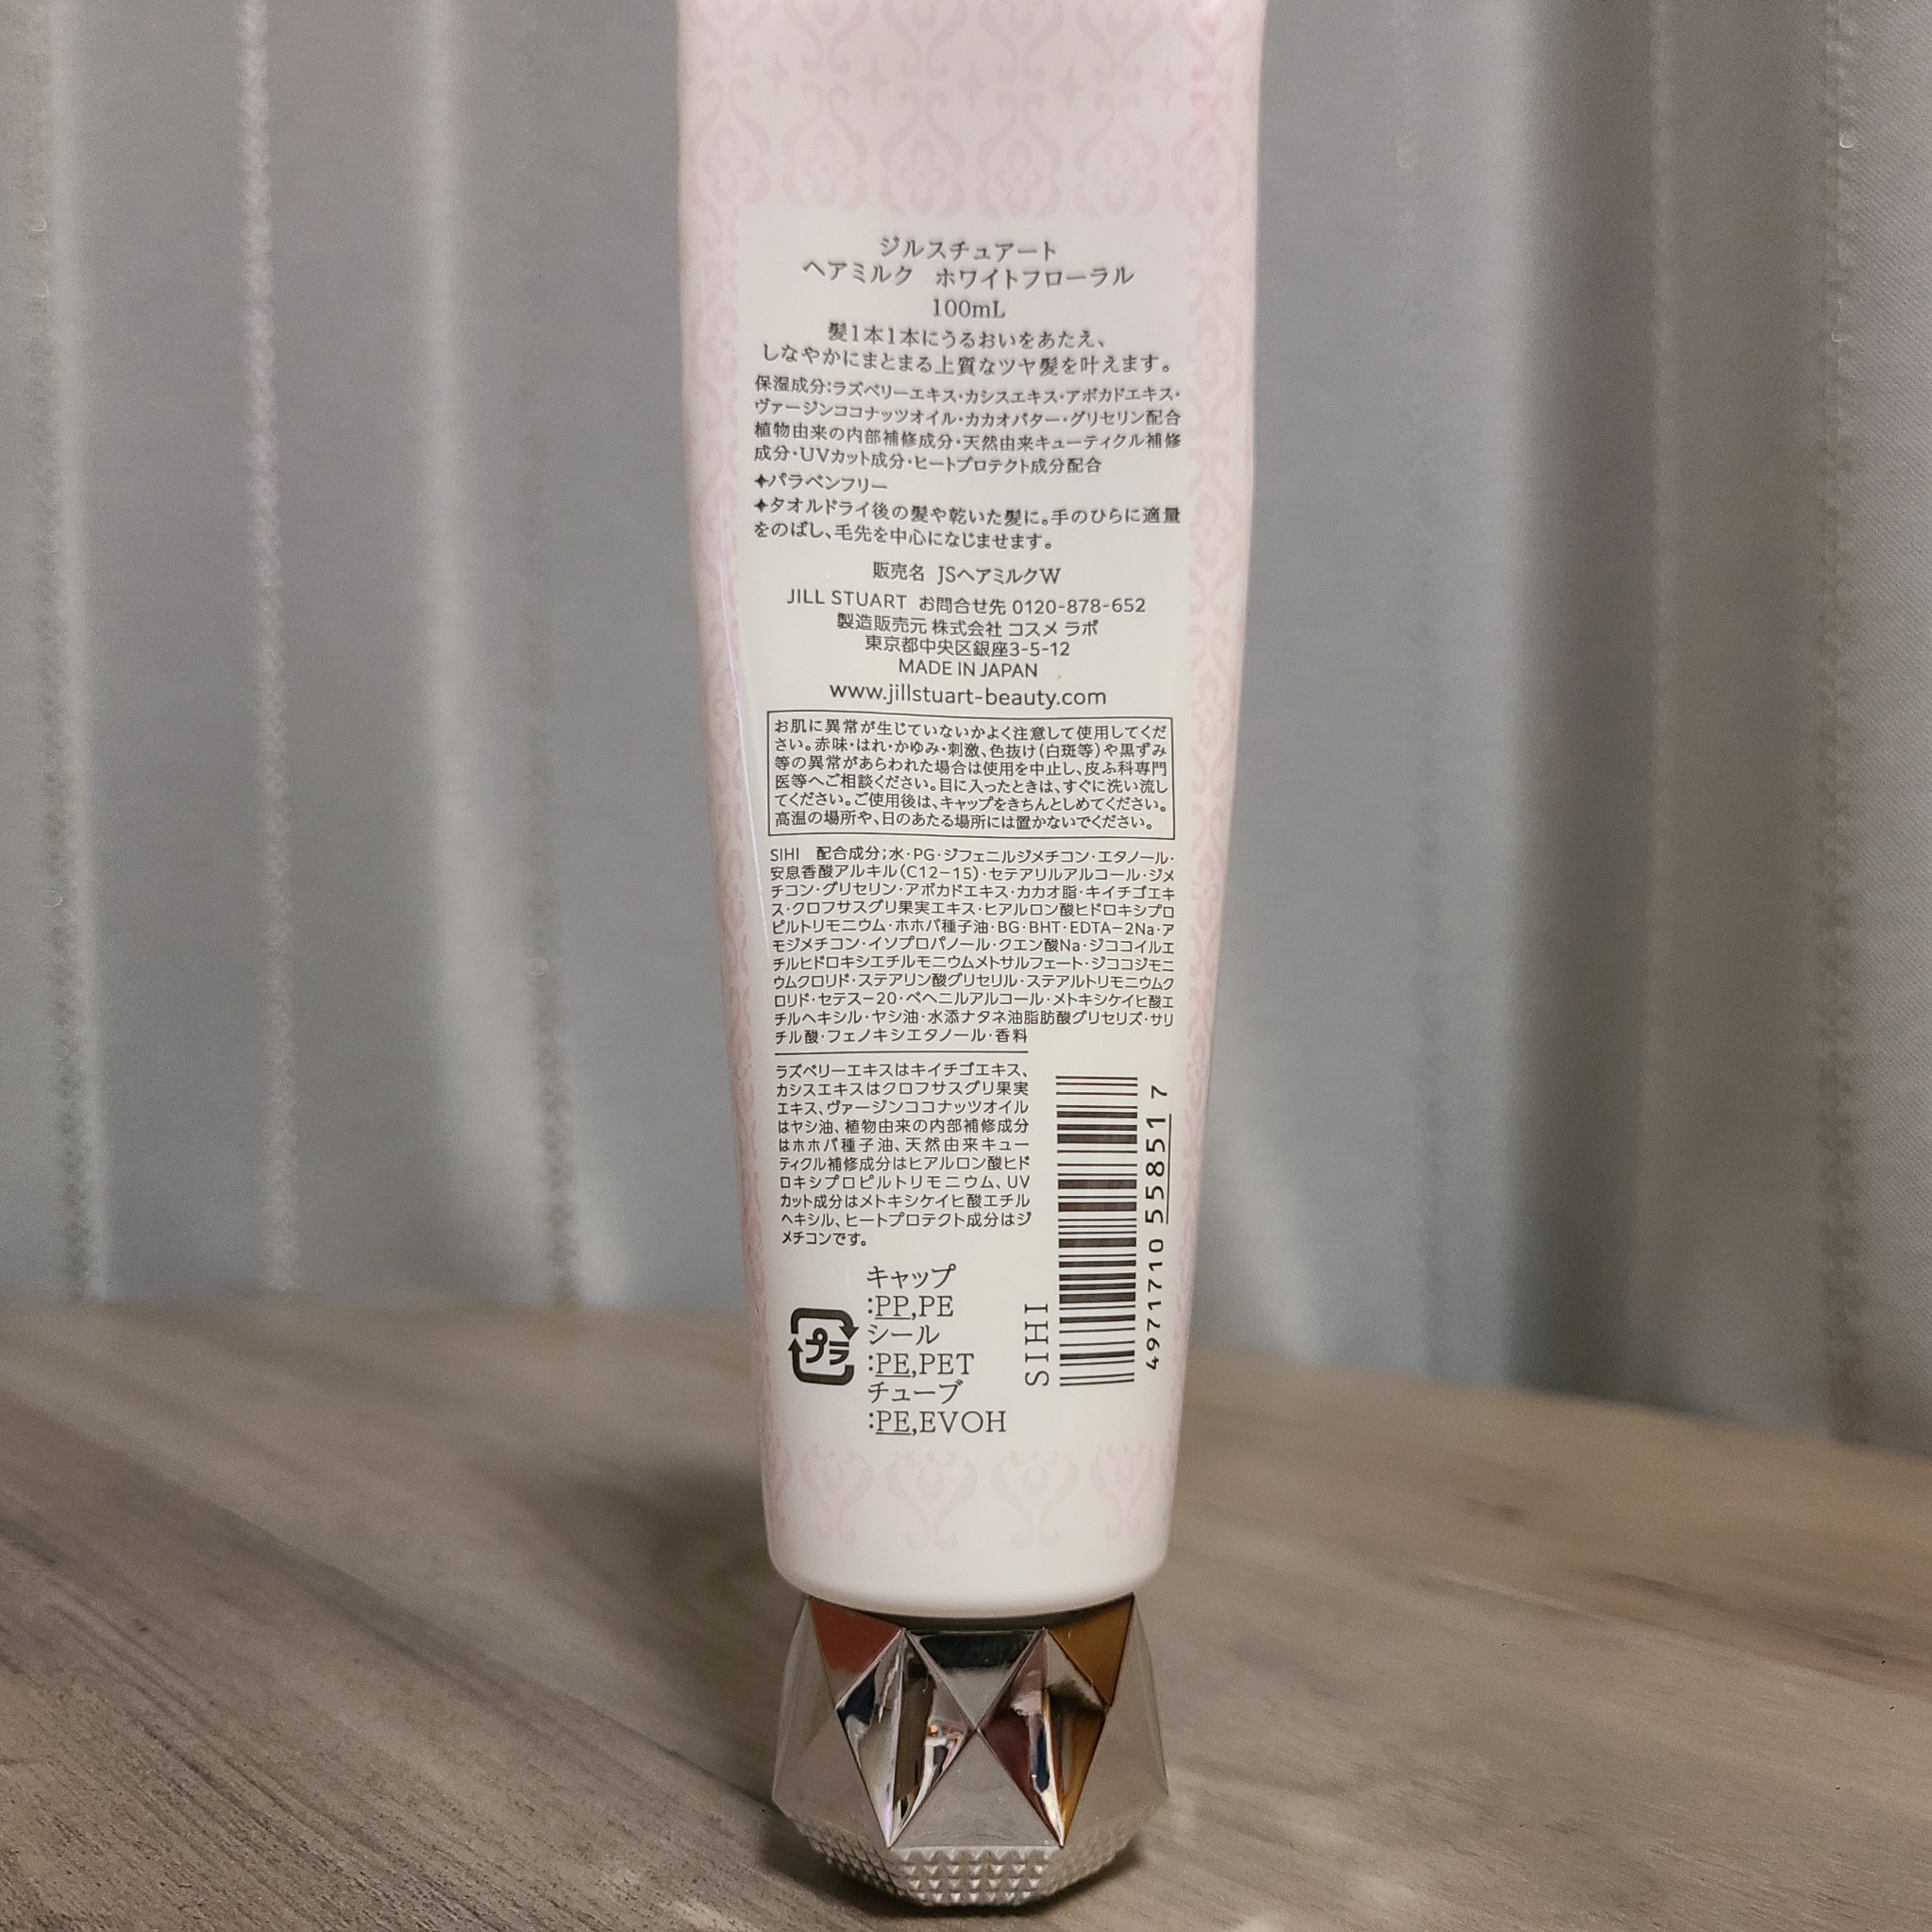 ジルスチュアート
ヘアミルク ホワイトフローラル
100mL
髪1本1本にうるおいをあたえ、
しなやかにまとまる上質なツヤ髪を叶えます。
保湿成分:ラズベリーエキス・カシスエキス・アボカドエキス・
ヴァージンココナッツオイル・カカオバター・グリセリン配合
植物由来の内部補修成分・天然由来キューティクル補修
成分・UVカット成分・ヒートプロテクト成分配合
✦パラベンフリー
✦タオルドライ後の髪や乾いた髪に。手のひらに適量
をのばし、毛先を中心になじませます。
販売名 JSヘアミルクW
JILL STUART お問合せ先 0120-878-652
製造販売元 株式会社 コスメ ラボ
東京都中央区銀座3-5-12
MADE IN JAPAN
www.jillstuart-beauty.com
お肌に異常が生じていないかよく注意して使用してくだ
さい。赤味・はれ・かゆみ・刺激、色抜け(白斑等)や黒ずみ
等の異常があらわれた場合は使用を中止し、皮ふ科専門
医等へご相談ください。目に入ったときは、すぐに洗い流し
てください。ご使用後は、キャップをきちんとしめてください。
高温の場所や、日のあたる場所には置かないでください。
SIHI 配合成分;水・PG・ジフェニルジメチコン・エタノール・
安息香酸アルキル(C12-15)・セテアリルアルコール・ジメ
チコン・グリセリン・アボカドエキス・カカオ脂・キイチゴエキ
ス・クロフサスグリ果実エキス・ヒアルロン酸ヒドロキシプロ
ピルトリモニウム・ホホバ種子油・BG・BHT・EDTA-2Na・ア
モジメチコン・イソプロパノール・クエン酸Na・ジココイルエ
チルヒドロキシエチルモニウムメトサルフェート・ジココジモニ
ウムクロリド・ステアリン酸グリセリル・ステアルトリモニウムク
ロリド・セテス-20・ベヘニルアルコール・メトキシケイヒ酸エ
チルヘキシル・ヤシ油・水添ナタネ油脂肪酸グリセリズ・サリ
チル酸・フェノキシエタノール・香料
ラズベリーエキスはキイチゴエキス、
カシスエキスはクロフサスグリ果実
エキス、ヴァージンココナッツオイル
はヤシ油、植物由来の内部補修成分
はホホバ種子油、天然由来キュー
ティクル補修成分はヒアルロン酸ヒド
ロキシプロピルトリモニウム、UV
カット成分はメトキシケイヒ酸エチル
ヘキシル、ヒートプロテクト成分はジ
メチコンです。
プラ
キャップ
:PP,PE
シール
:PE,PET
チューブ
:PE,EVOH
SIHI
4971710 558517